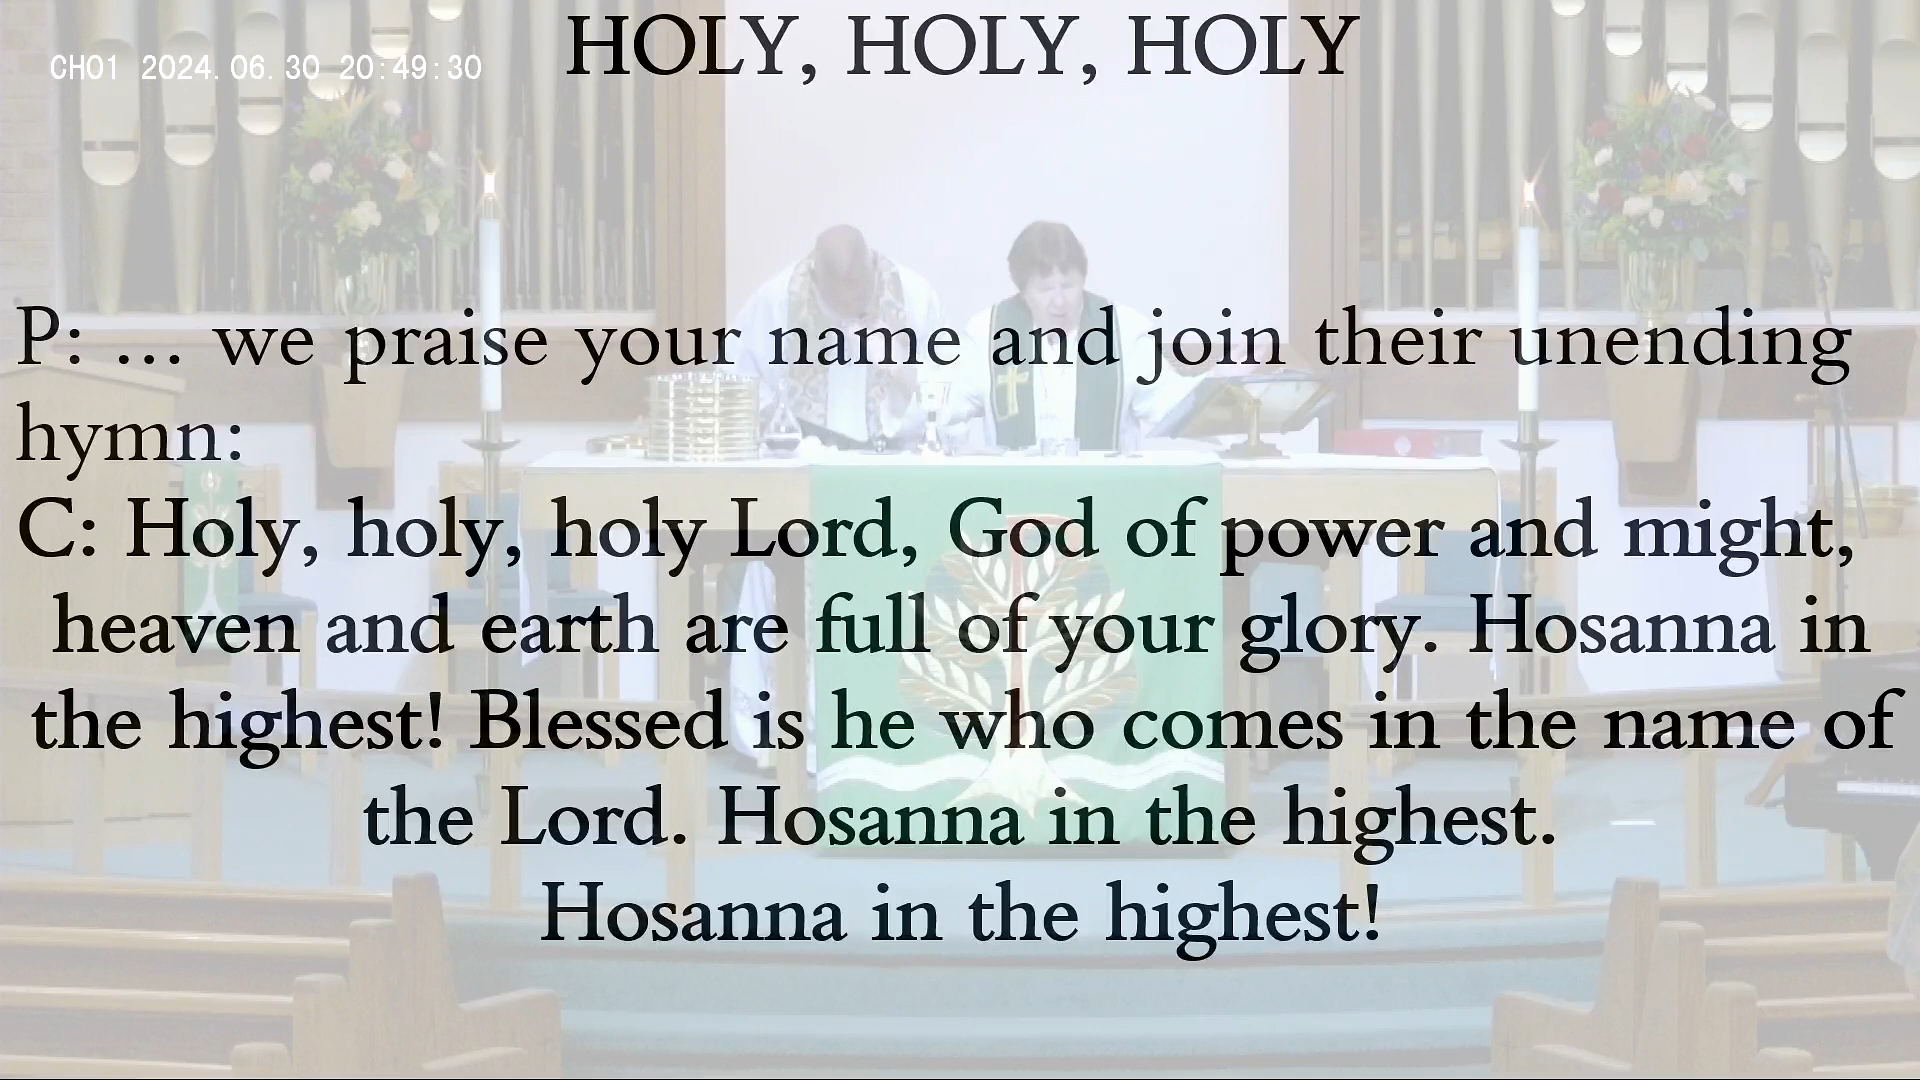 HOLY, HOLY, HOLY
CH01 2024.06.30 20:49:30
P: ... we praise your name and join their unending
hymn:
C: Holy, holy, holy Lord, God of power and might,
heaven and earth are full of your glory. Hosanna in
the highest! Blessed is he who comes in the name of
the Lord. Hosanna in the highest.
Hosanna in the highest!